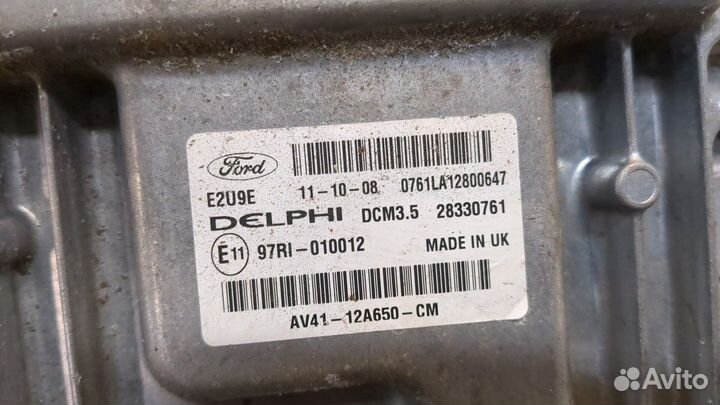 Ford
E2U9E 11-10-08 0761LA12800647
DELPHI DCM3.5 28330761
E11 97RI-010012 MADE IN UK
AV41-12A650-CM
Avito